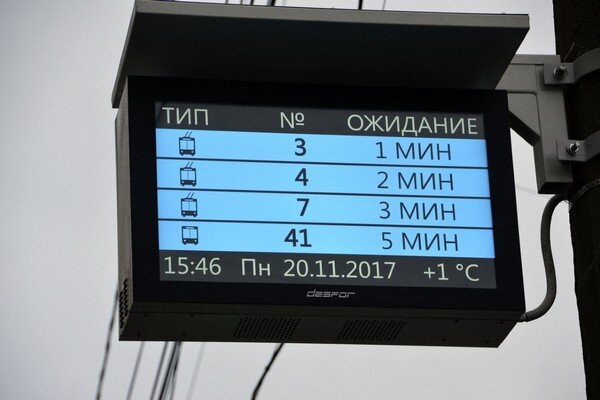 ТИП № ОЖИДАНИЕ
3 1 МИН
4 2 МИН
7 3 МИН
41 5 МИН
15:46 Пн 20.11.2017 +1 °C
DESFOR